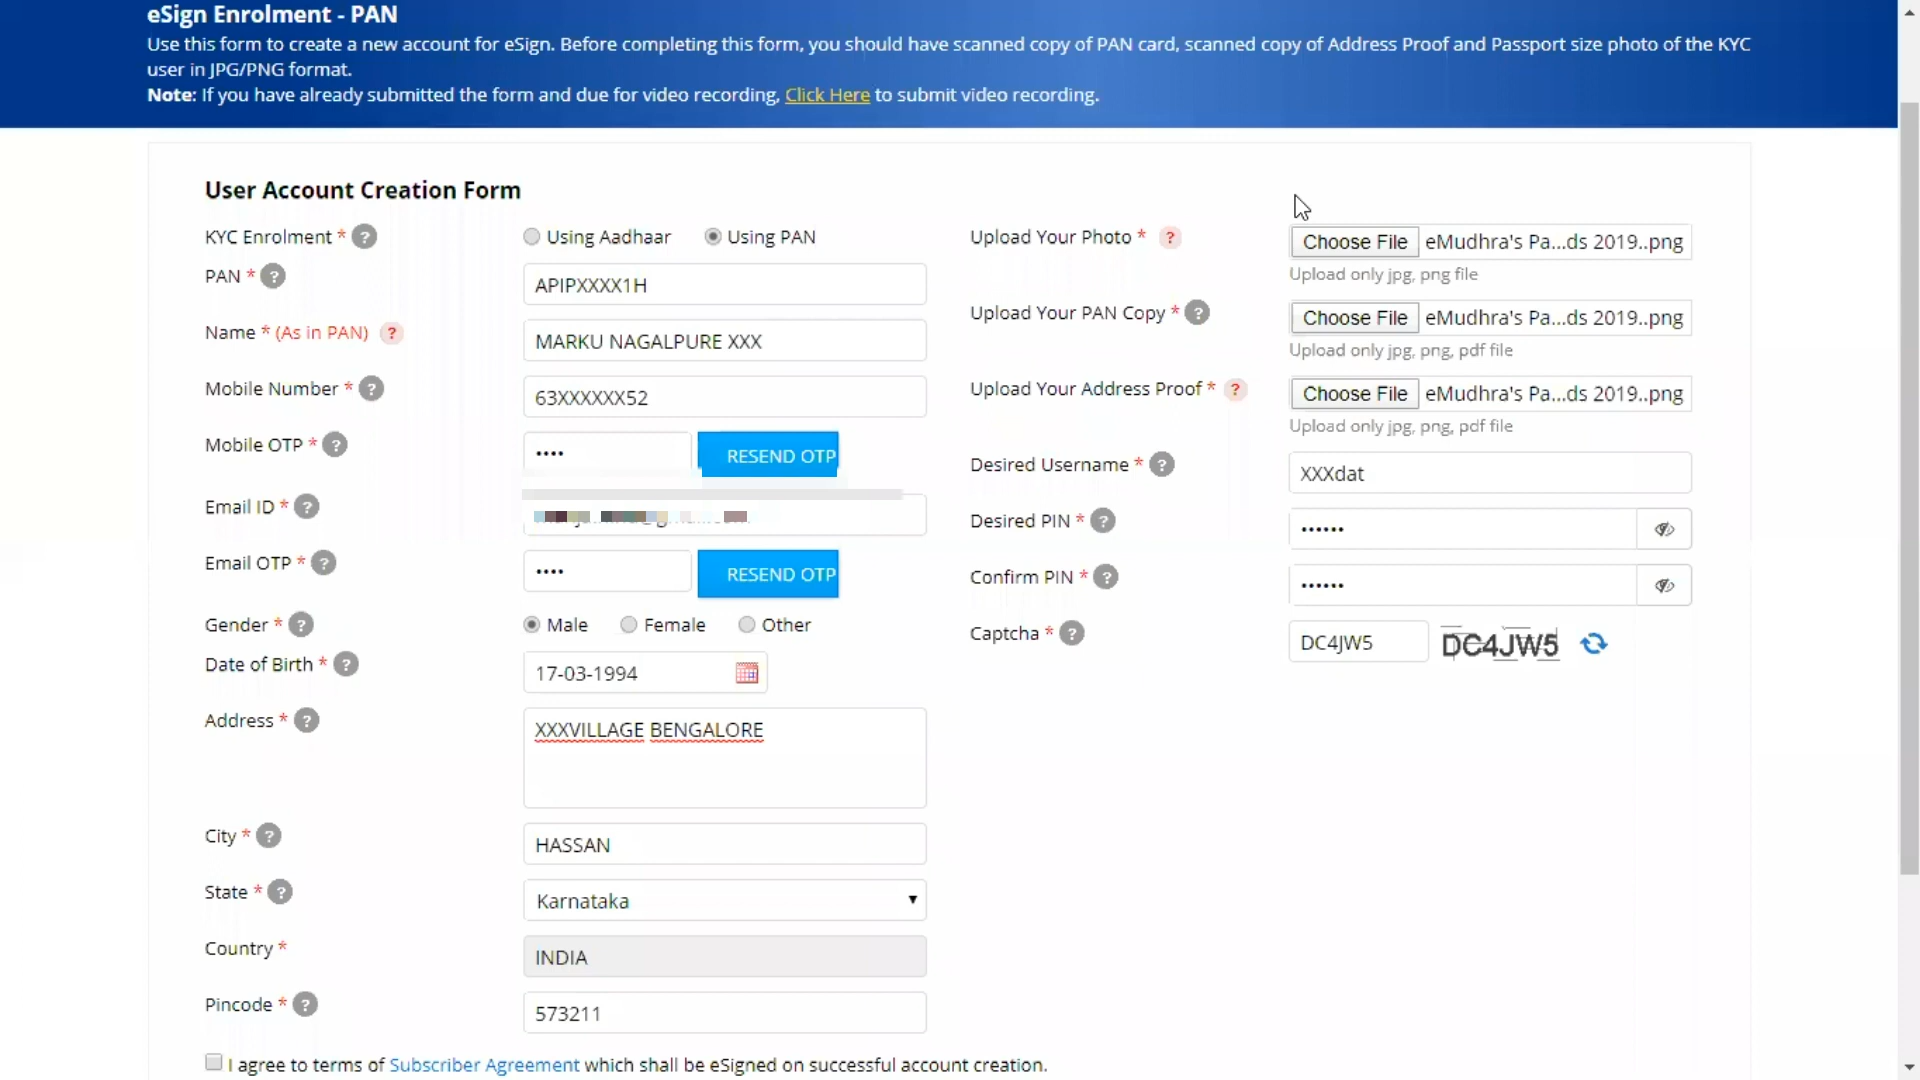 eSign Enrolment - PAN
Use this form to create a new account for eSign. Before completing this form, you should have scanned copy of PAN card, scanned copy of Address Proof and Passport size photo of the KYC
user in JPG/PNG format.
Note: If you have already submitted the form and due for video recording, Click Here to submit video recording.
User Account Creation Form
KYC Enrolment * ?
Using Aadhaar Using PAN
PAN * ?
APIPXXXX1H
Name * (As in PAN) ?
MARKU NAGALPURE XXX
Mobile Number * ?
63XXXXXX52
Mobile OTP * ?
•••• RESEND OTP
Email ID * ?
Email OTP * ?
•••• RESEND OTP
Gender * ?
Male Female Other
Date of Birth * ?
17-03-1994
Address * ?
XXXVILLAGE BENGALORE
City * ?
HASSAN
State * ?
Karnataka
Country *
INDIA
Pincode * ?
573211
I agree to terms of Subscriber Agreement which shall be eSigned on successful account creation.
Upload Your Photo * ?
Choose File eMudhra's Pa...ds 2019..png
Upload only jpg, png file
Upload Your PAN Copy * ?
Choose File eMudhra's Pa...ds 2019..png
Upload only jpg, png, pdf file
Upload Your Address Proof * ?
Choose File eMudhra's Pa...ds 2019..png
Upload only jpg, png, pdf file
Desired Username * ?
XXXdat
Desired PIN * ?
••••••
Confirm PIN * ?
••••••
Captcha * ?
DC4JW5 DC4JW5